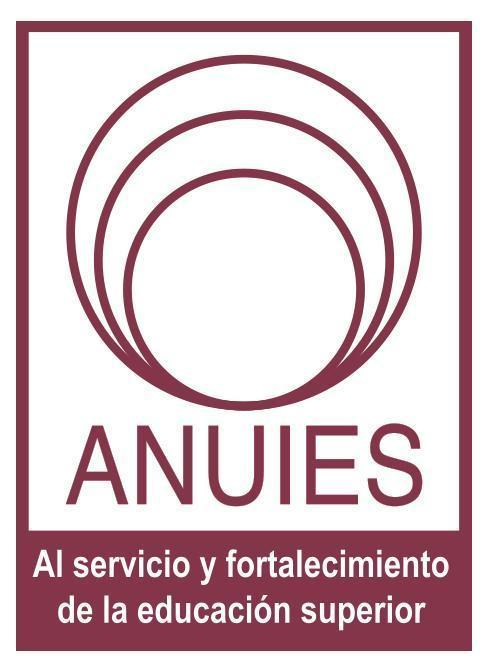 ANUIES
Al servicio y fortalecimiento
de la educación superior